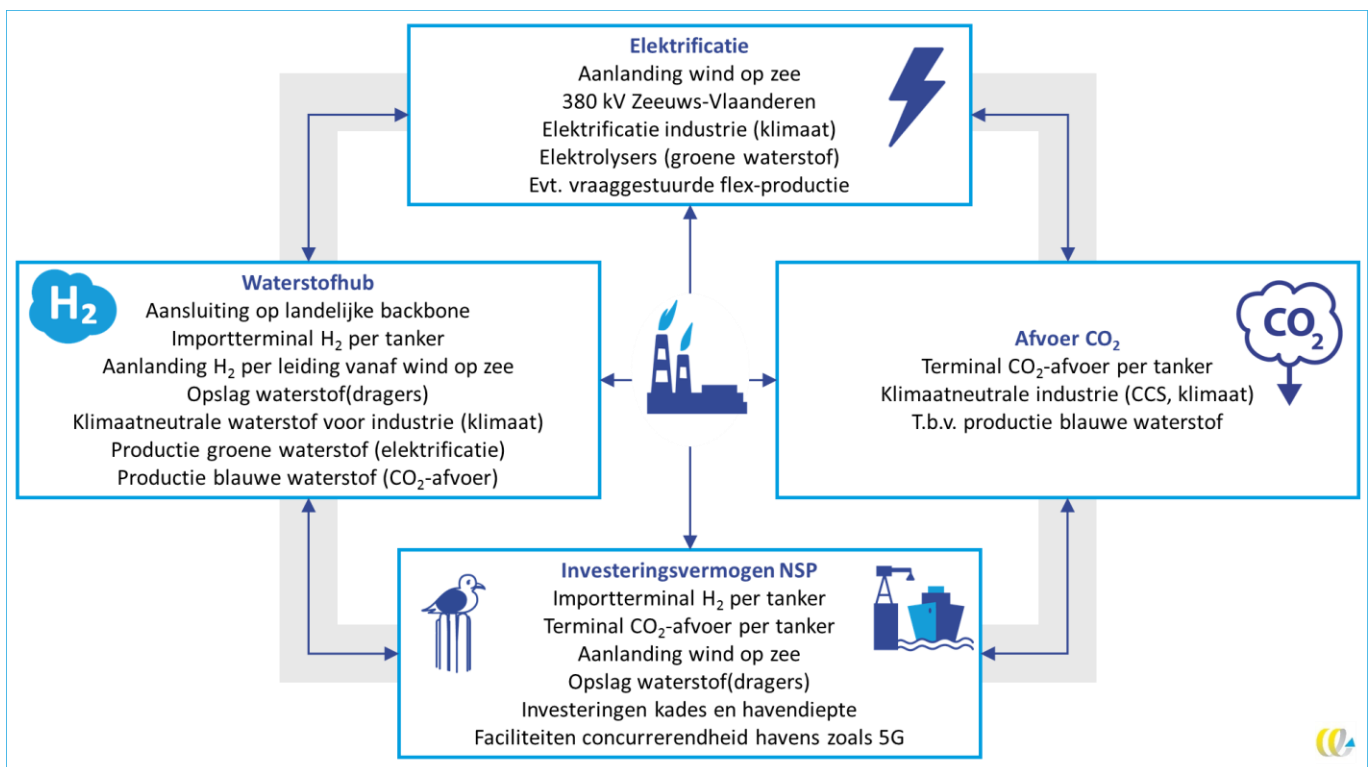 Elektrificatie
Aanlanding wind op zee
380 kV Zeeuws-Vlaanderen
Elektrificatie industrie (klimaat)
Elektrolysers (groene waterstof)
Evt. vraaggestuurde flex-productie
H₂
Waterstofhub
Aansluiting op landelijke backbone
Importterminal H₂ per tanker
Aanlanding H₂ per leiding vanaf wind op zee
Opslag waterstof(dragers)
Klimaatneutrale waterstof voor industrie (klimaat)
Productie groene waterstof (elektrificatie)
Productie blauwe waterstof (CO₂-afvoer)
CO₂
Afvoer CO₂
Terminal CO₂-afvoer per tanker
Klimaatneutrale industrie (CCS, klimaat)
T.b.v. productie blauwe waterstof
Investeringsvermogen NSP
Importterminal H₂ per tanker
Terminal CO₂-afvoer per tanker
Aanlanding wind op zee
Opslag waterstof(dragers)
Investeringen kades en havendiepte
Faciliteiten concurrerendheid havens zoals 5G